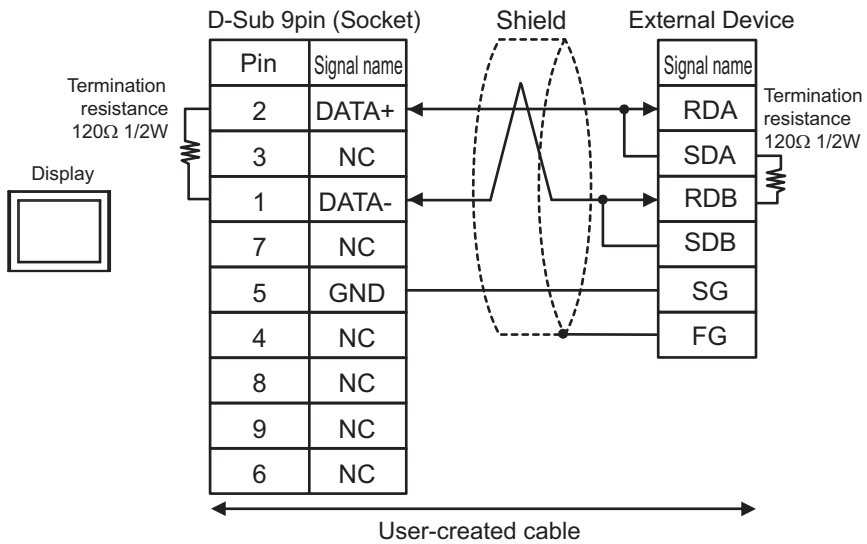 D-Sub 9pin (Socket) Shield External Device
Pin Signal name Signal name
Termination
resistance
120Ω 1/2W
2 DATA+ RDA
Termination
resistance
120Ω 1/2W
3 NC SDA
Display
1 DATA- RDB
7 NC SDB
5 GND SG
4 NC FG
8 NC
9 NC
6 NC
User-created cable